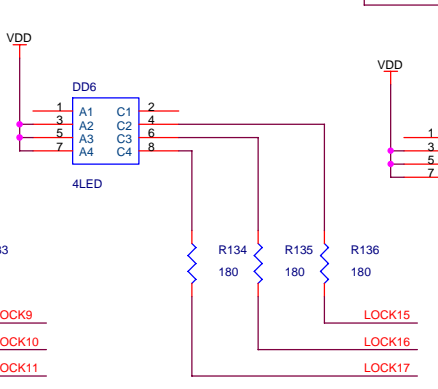 VDD
VDD
DD6
1 A1 C1 2
3 A2 C2 4
5 A3 C3 6
7 A4 C4 8
1
3
5
7
4LED
R134
R135
R136
180
180
180
LOCK15
LOCK16
LOCK17
OCK9
OCK10
OCK11